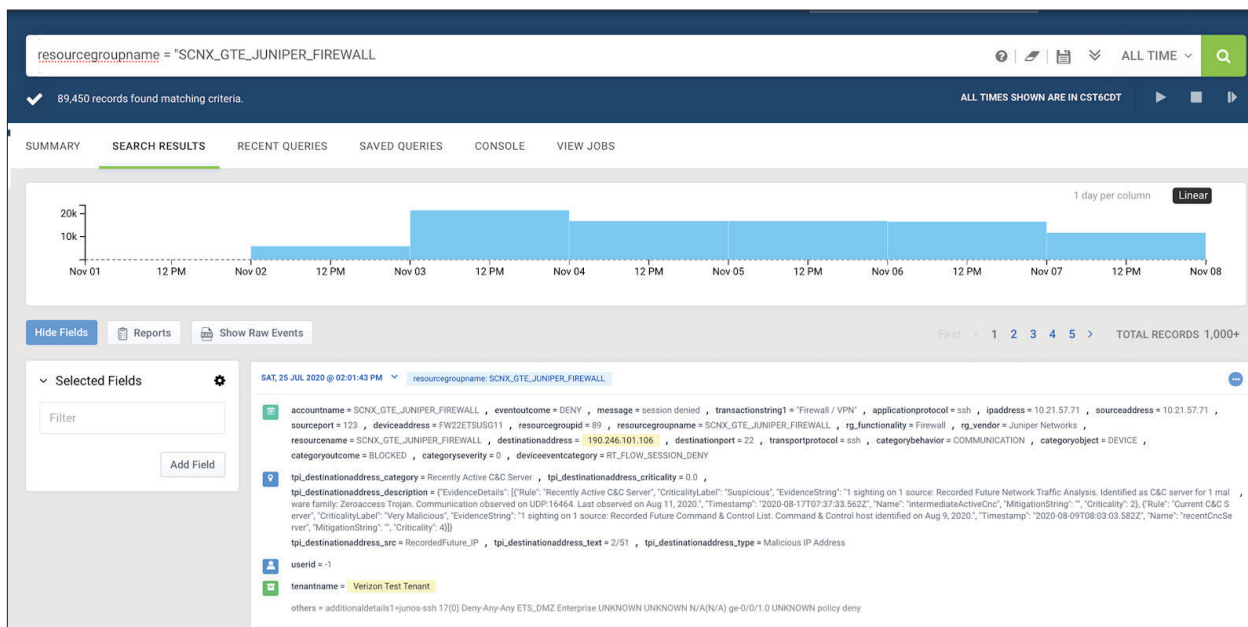 resourcegroupname = "SCNX_GTE_JUNIPER_FIREWALL
ALL TIME
89,450 records found matching criteria.
ALL TIMES SHOWN ARE IN CST6CDT
SUMMARY SEARCH RESULTS RECENT QUERIES SAVED QUERIES CONSOLE VIEW JOBS
1 day per column Linear
20k
10k
Nov 01 12 PM Nov 02 12 PM Nov 03 12 PM Nov 04 12 PM Nov 05 12 PM Nov 06 12 PM Nov 07 12 PM Nov 08
Hide Fields Reports Show Raw Events First < 1 2 3 4 5 > TOTAL RECORDS 1,000+
Selected Fields
Filter
Add Field
SAT, 25 JUL 2020 @ 02:01:43 PM resourcegroupname: SCNX_GTE_JUNIPER_FIREWALL
accountname = SCNX_GTE_JUNIPER_FIREWALL , eventoutcome = DENY , message = session denied , transactionstring1 = "Firewall / VPN" , applicationprotocol = ssh , ipaddress = 10.21.57.71 , sourceaddress = 10.21.57.71 ,
sourceport = 123 , deviceaddress = FW22ETSUSG11 , resourcegroupid = 89 , resourcegroupname = SCNX_GTE_JUNIPER_FIREWALL , rg_functionality = Firewall , rg_vendor = Juniper Networks ,
resourcename = SCNX_GTE_JUNIPER_FIREWALL , destinationaddress = 190.246.101.106 , destinationport = 22 , transportprotocol = ssh , categorybehavior = COMMUNICATION , categoryobject = DEVICE ,
categoryoutcome = BLOCKED , categoryseverity = 0 , deviceeventcategory = RT_FLOW_SESSION_DENY
tpi_destinationaddress_category = Recently Active C&C Server , tpi_destinationaddress_criticality = 0.0 ,
tpi_destinationaddress_description = {"EvidenceDetails": [{"Rule": "Recently Active C&C Server", "CriticalityLabel": "Suspicious", "EvidenceString": "1 sighting on 1 source: Recorded Future Network Traffic Analysis. Identified as C&C server for 1 mal
ware family: Zeroaccess Trojan. Communication observed on UDP:16464. Last observed on Aug 11, 2020.", "Timestamp": "2020-08-17T07:37:33.562Z", "Name": "intermediateActiveCnc", "MitigationString": "", "Criticality": 2}, {"Rule": "Current C&C S
erver", "CriticalityLabel": "Very Malicious", "EvidenceString": "1 sighting on 1 source: Recorded Future Command & Control List. Command & Control host identified on Aug 9, 2020.", "Timestamp": "2020-08-09T08:03:03.582Z", "Name": "recentCncSe
rver", "MitigationString": "", "Criticality": 4}]}
tpi_destinationaddress_src = RecordedFuture_IP , tpi_destinationaddress_text = 2/51 , tpi_destinationaddress_type = Malicious IP Address
userid = -1
tenantname = Verizon Test Tenant
others = additionaldetails1=junos-ssh 17(0) Deny-Any-Any ETS_DMZ Enterprise UNKNOWN UNKNOWN N/A(N/A) ge-0/0/1.0 UNKNOWN policy deny